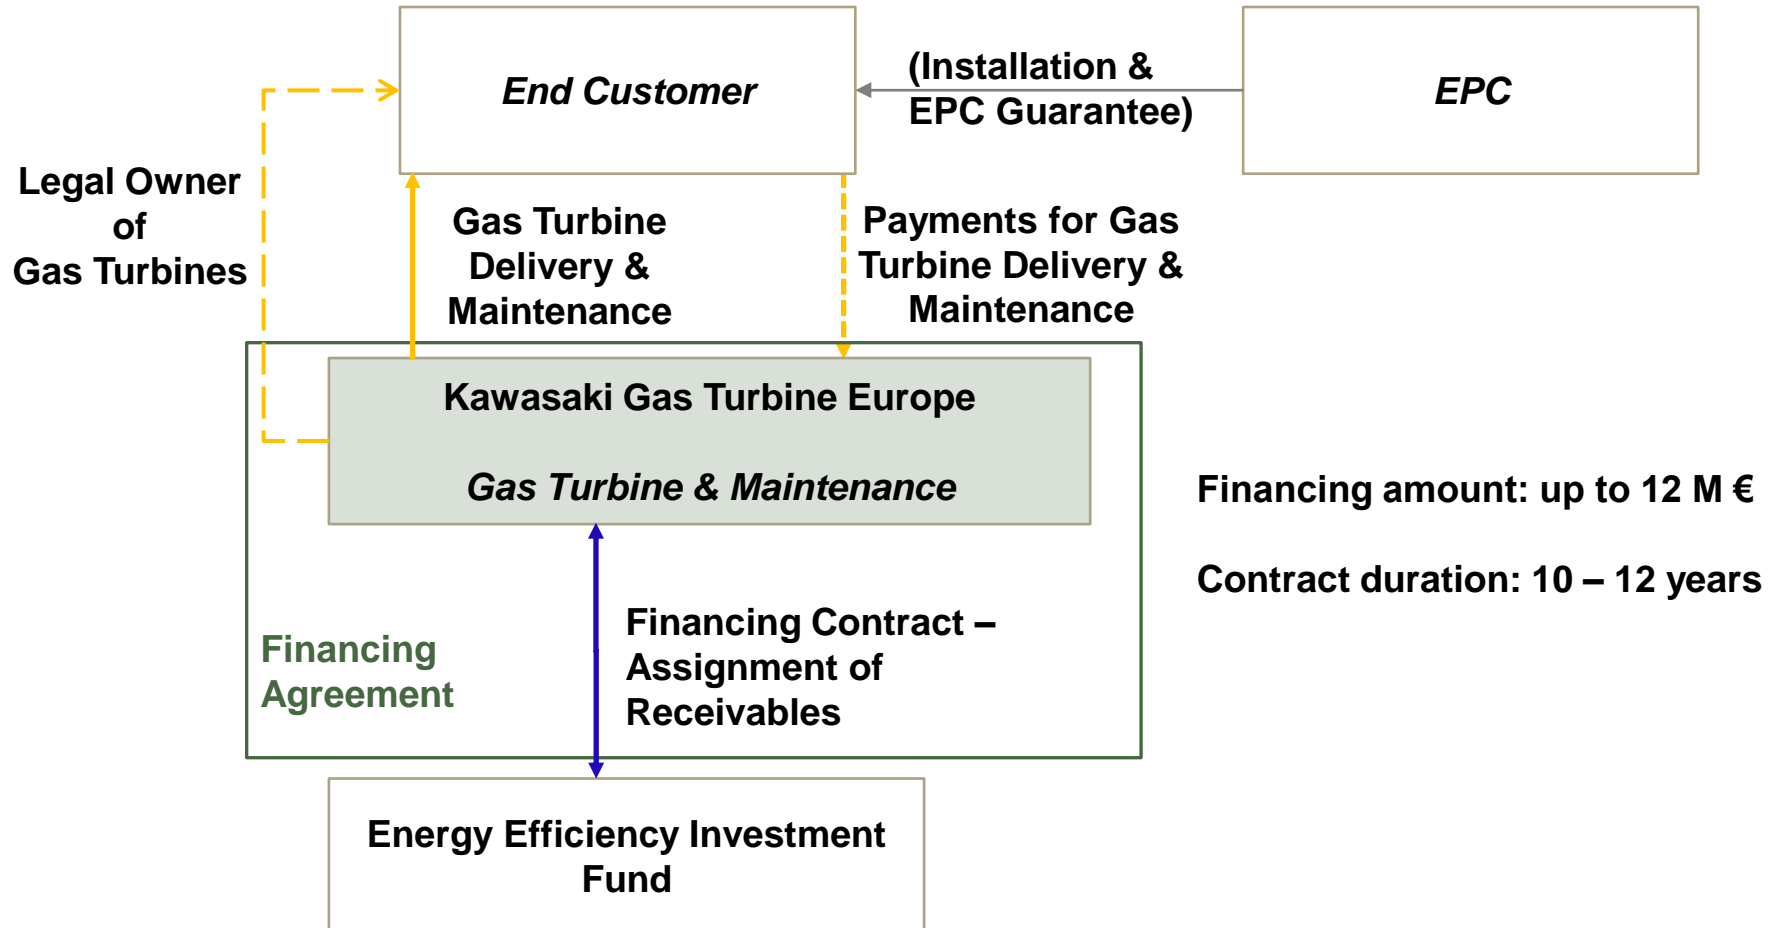 End Customer
(Installation &
EPC Guarantee)
EPC
Legal Owner
of
Gas Turbines
Gas Turbine
Delivery &
Maintenance
Payments for Gas
Turbine Delivery &
Maintenance
Kawasaki Gas Turbine Europe
Gas Turbine & Maintenance
Financing amount: up to 12 M €
Contract duration: 10 – 12 years
Financing
Agreement
Financing Contract –
Assignment of
Receivables
Energy Efficiency Investment
Fund